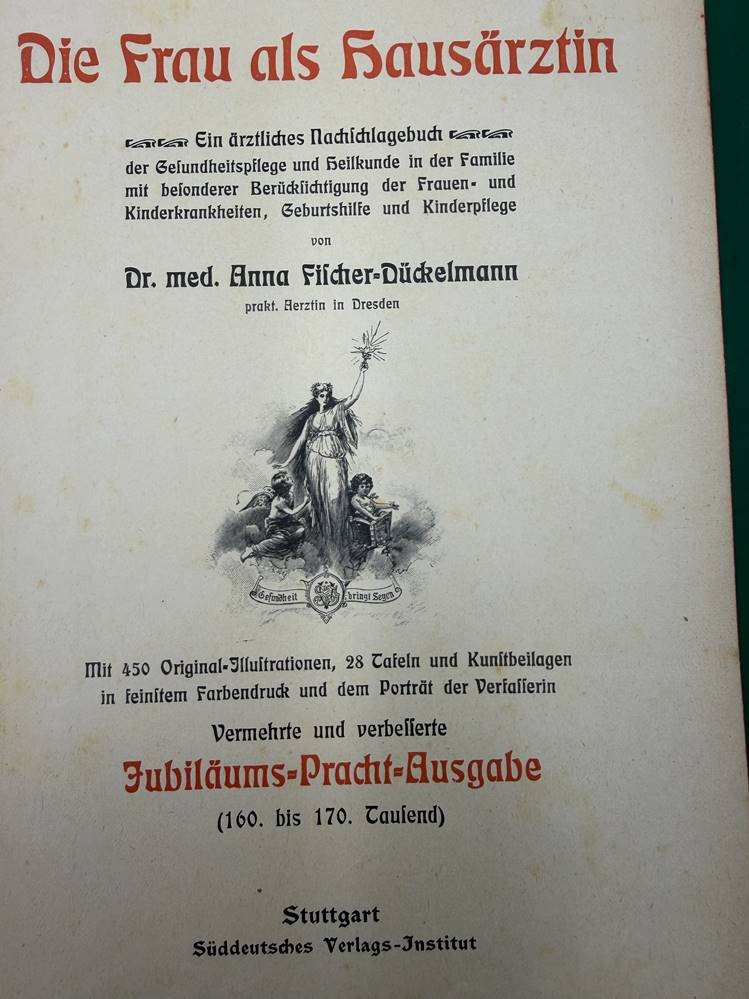 Die Frau als Hausärztin
Ein ärztliches Nachſchlagebuch
der Geſundheitspflege und Heilkunde in der Familie
mit beſonderer Berückſichtigung der Frauen- und
Kinderkrankheiten, Geburtshilfe und Kinderpflege
von
Dr. med. Anna Fiſcher-Dückelmann
prakt. Aerztin in Dresden
Geſundheit bringt Segen
Mit 450 Original-Illuſtrationen, 28 Tafeln und Kunſtbeilagen
in feinſtem Farbendruck und dem Porträt der Verfaſſerin
Vermehrte und verbeſſerte
Jubiläums-Pracht-Ausgabe
(160. bis 170. Tauſend)
Stuttgart
Süddeutſches Verlags-Inſtitut